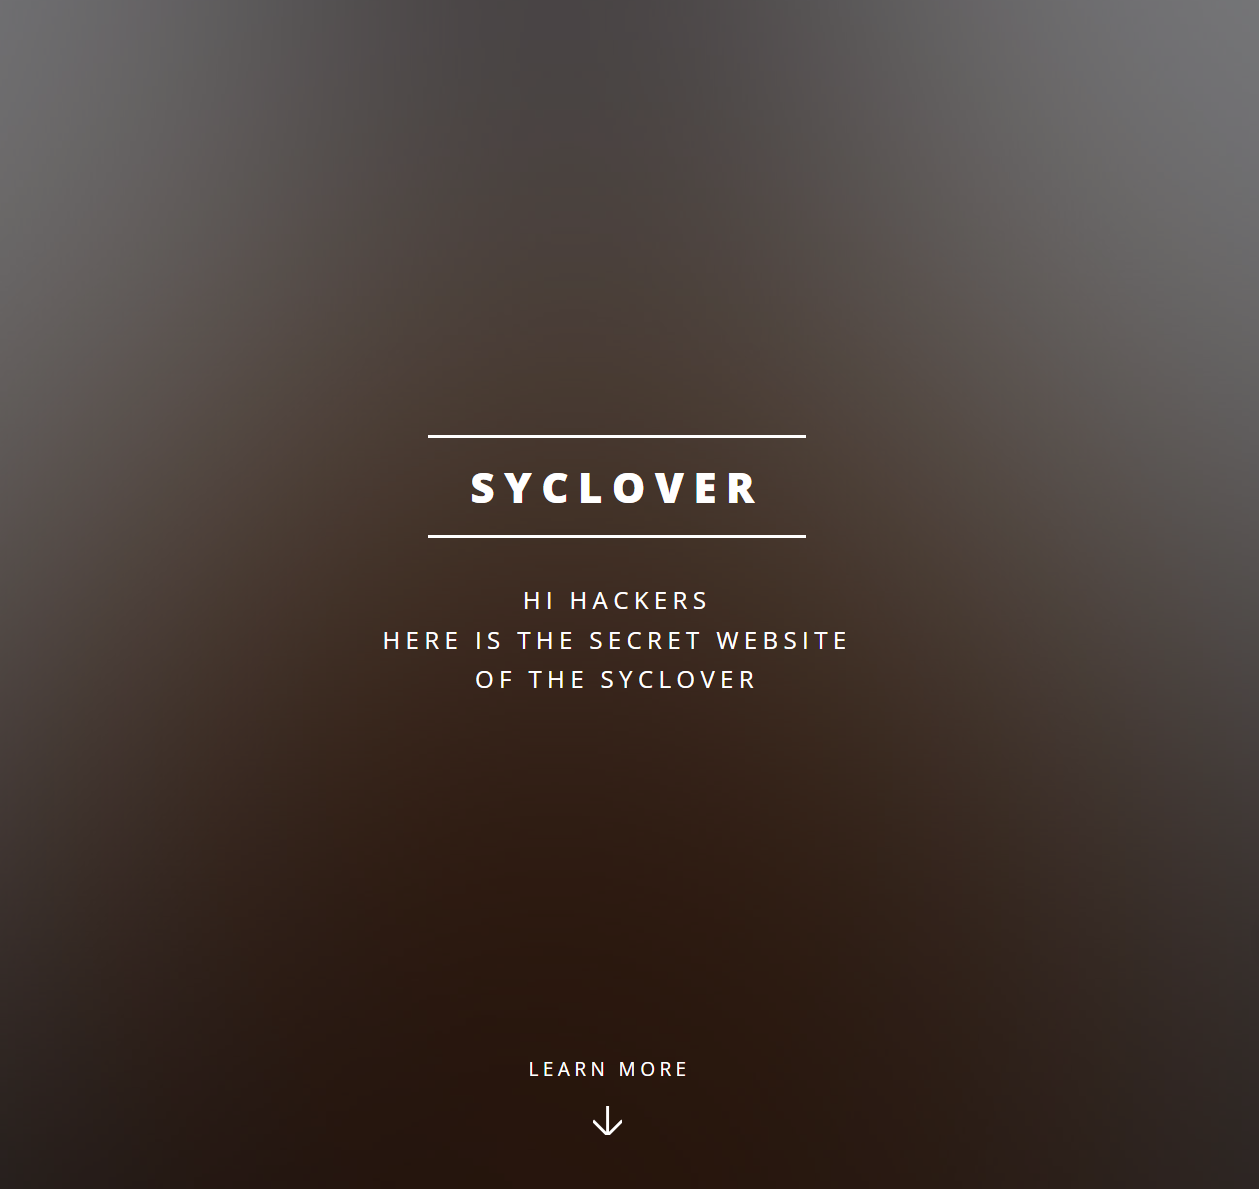 SYCLOVER
HI HACKERS
HERE IS THE SECRET WEBSITE
OF THE SYCLOVER
LEARN MORE